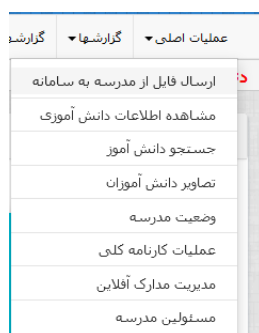 عملیات اصلی گزارشها گزارشه
ارسال فایل از مدرسه به سامانه
مشاهده اطلاعات دانش آموزی
جستجو دانش آموز
تصاویر دانش آموزان
وضعیت مدرسه
عملیات کارنامه کلی
مدیریت مدارک آفلاین
مسئولین مدرسه